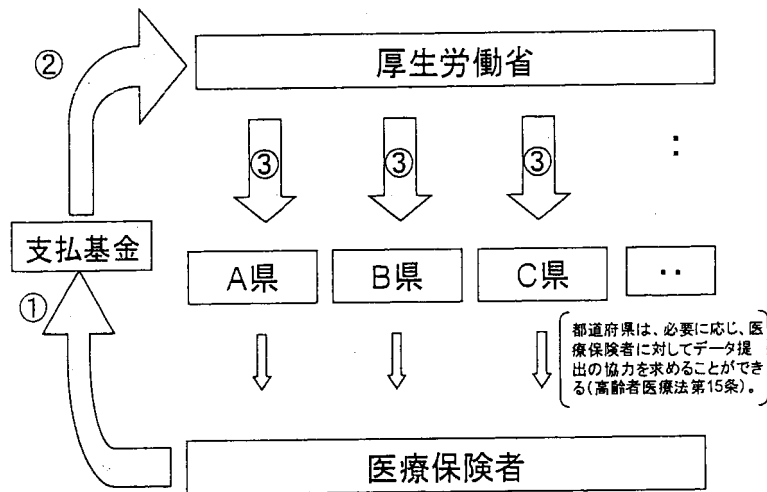 ②
厚生労働省
③
③
③
:
支払基金
A県
B県
C県
‥
①
都道府県は、必要に応じ、医
療保険者に対してデータ提
出の協力を求めることができ
る(高齢者医療法第15条)。
医療保険者